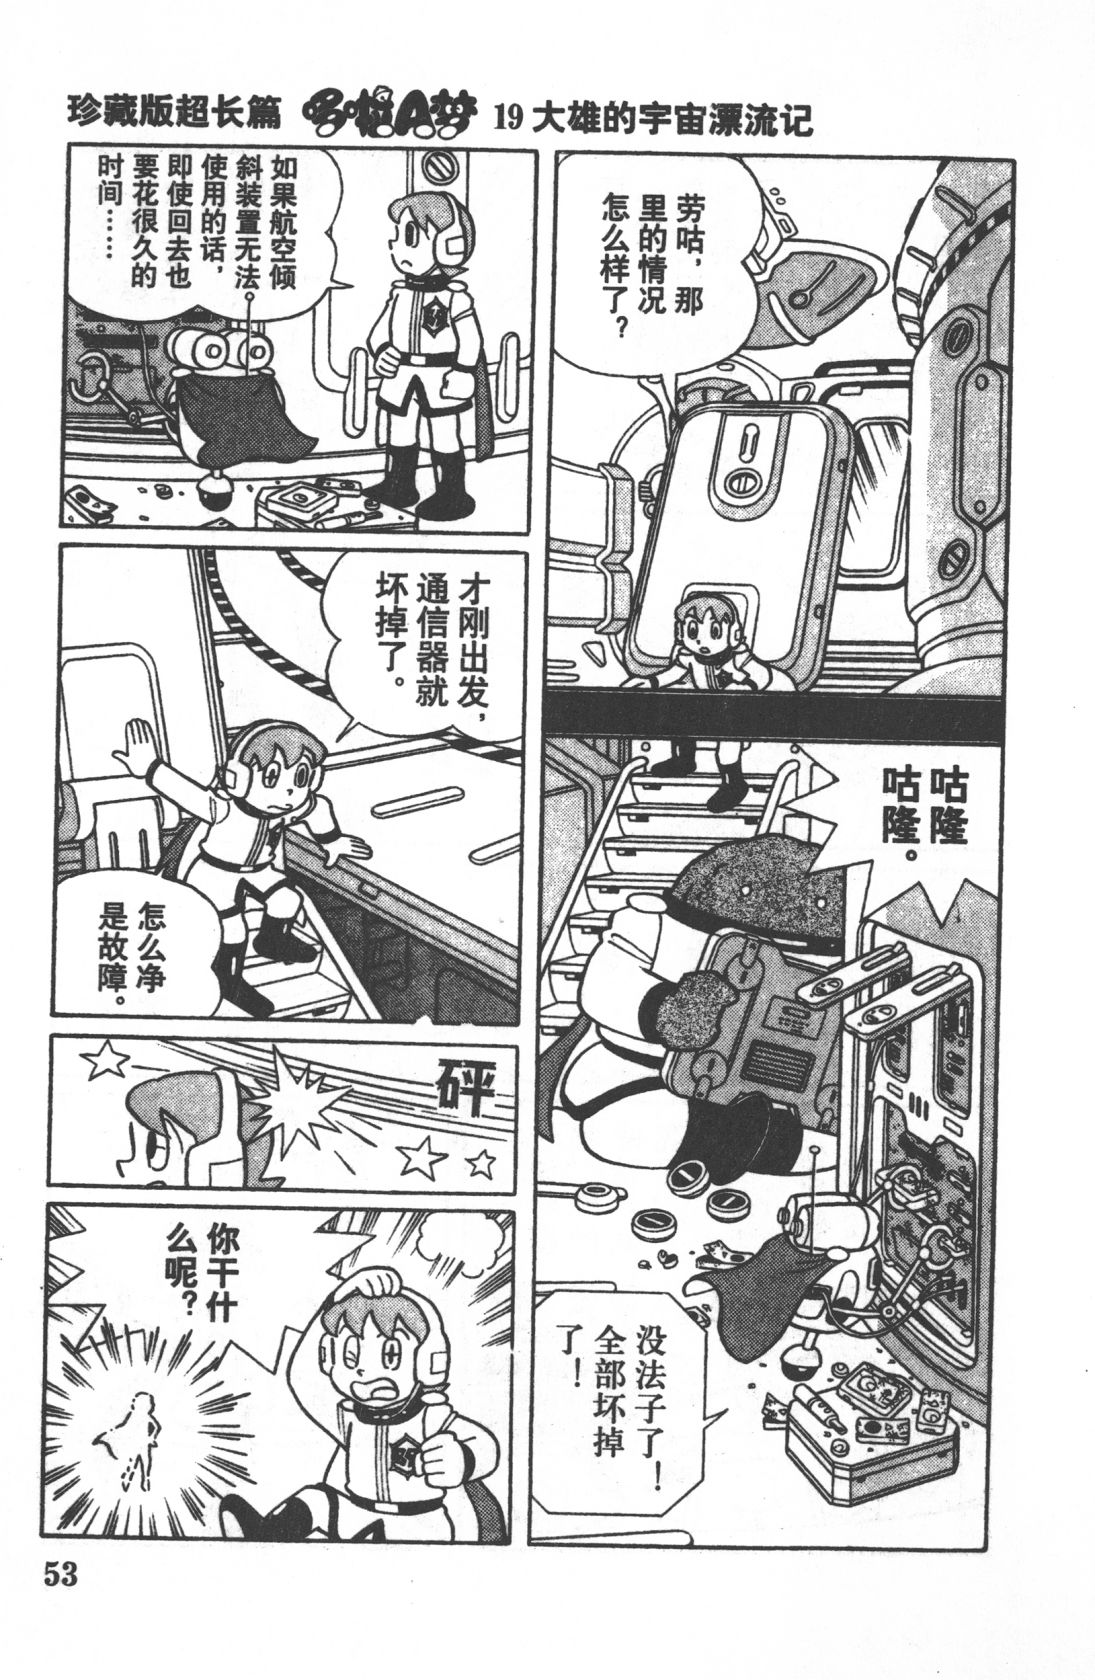 珍藏版超长篇 哆啦A梦 19 大雄的宇宙漂流记
劳咕，那
里的情况
怎么样了？
咕隆
咕隆。
没法子了！
全部坏掉
了！
如果航空倾
斜装置无法
使用的话，
即使回去也
要花很久的
时间……
才刚出发，
通信器就
坏掉了。
怎么净
是故障。
砰
你干什
么呢？
53